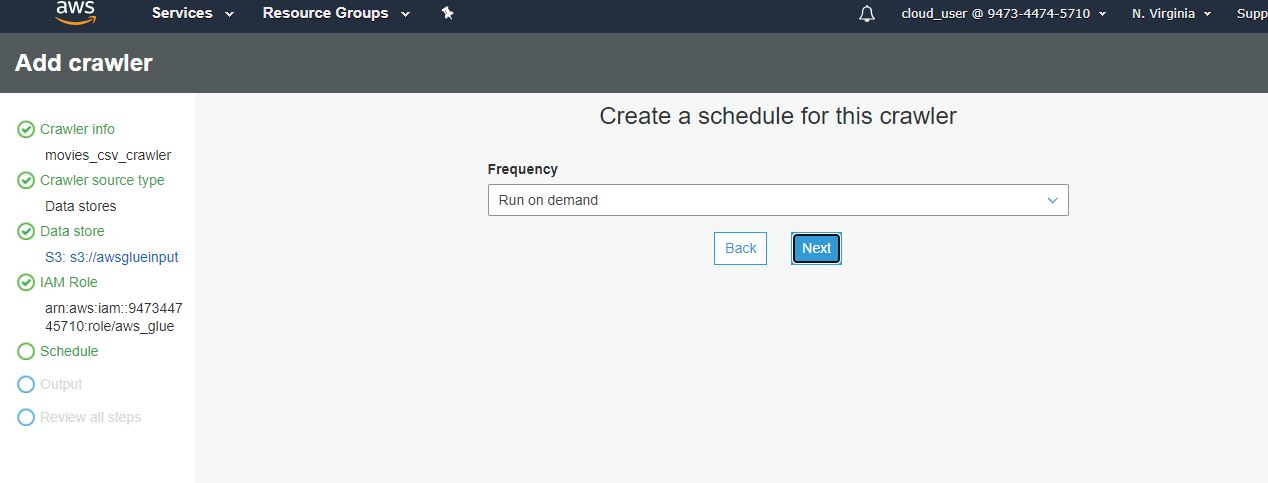 aws
Services
Resource Groups
cloud_user @ 9473-4474-5710
N. Virginia
Supp
Add crawler
Crawler info
movies_csv_crawler
Crawler source type
Data stores
Data store
S3: s3://awsglueinput
IAM Role
arn:aws:iam::9473447
45710:role/aws_glue
Schedule
Output
Review all steps
Create a schedule for this crawler
Frequency
Run on demand
Back
Next